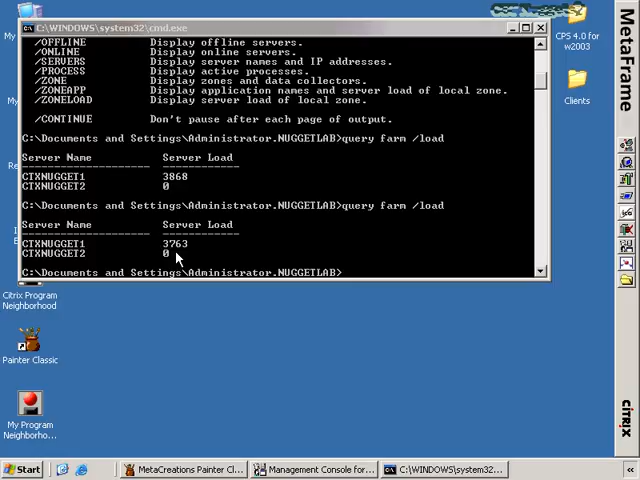 C:\WINDOWS\system32\cmd.exe
/OFFLINE Display offline servers.
/ONLINE Display online servers.
/SERVERS Display server names and IP addresses.
/PROCESS Display active processes.
/ZONE Display zones and data collectors.
/ZONEAPP Display application names and server load of local zone.
/ZONELOAD Display server load of local zone.
/CONTINUE Don't pause after each page of output.
C:\Documents and Settings\Administrator.NUGGETLAB>query farm /load
Server Name Server Load
-------------------- ------------
CTXNUGGET1 3868
CTXNUGGET2 0
C:\Documents and Settings\Administrator.NUGGETLAB>query farm /load
Server Name Server Load
-------------------- ------------
CTXNUGGET1 3763
CTXNUGGET2 0
C:\Documents and Settings\Administrator.NUGGETLAB>
CPS 4.0 for
w2003
Clients
MetaFrame
CITRIX
My
Citrix Program
Neighborhood
Painter Classic
My Program
Neighborho...
Start
MetaCreations Painter Cl...
Management Console for...
C:\WINDOWS\system32...
«